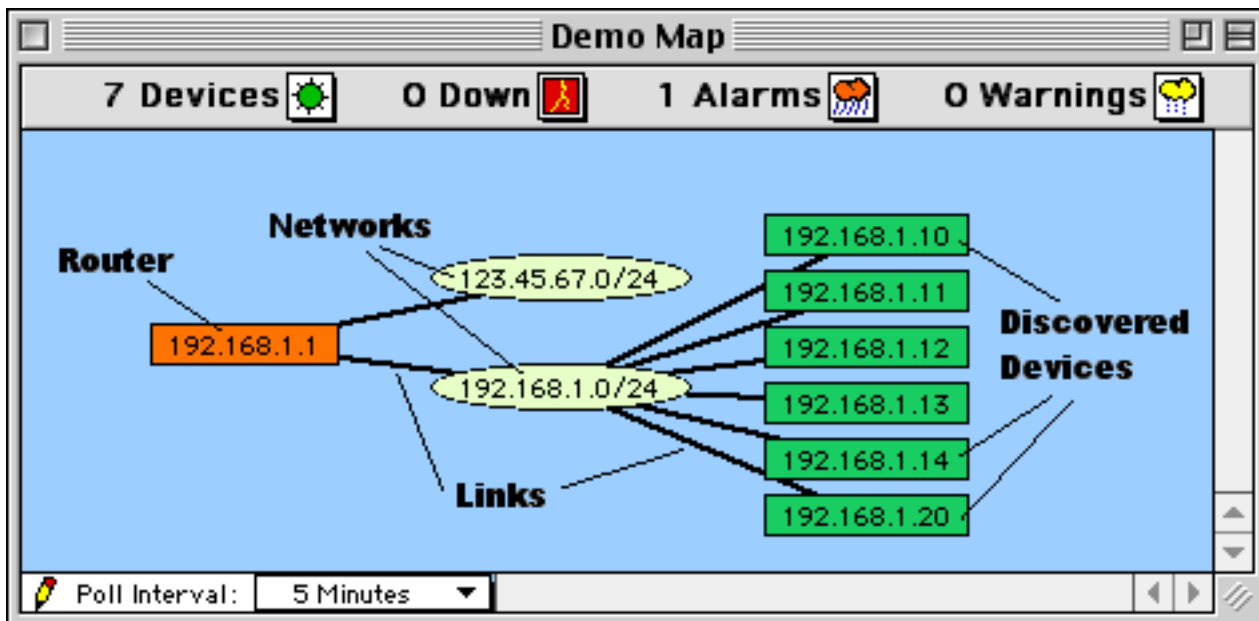 Demo Map
7 Devices 0 Down 1 Alarms 0 Warnings
Networks
Router
192.168.1.10
123.45.67.0/24
192.168.1.11
Discovered
Devices
192.168.1.1
192.168.1.12
192.168.1.0/24
192.168.1.13
192.168.1.14
Links
192.168.1.20
Poll Interval: 5 Minutes